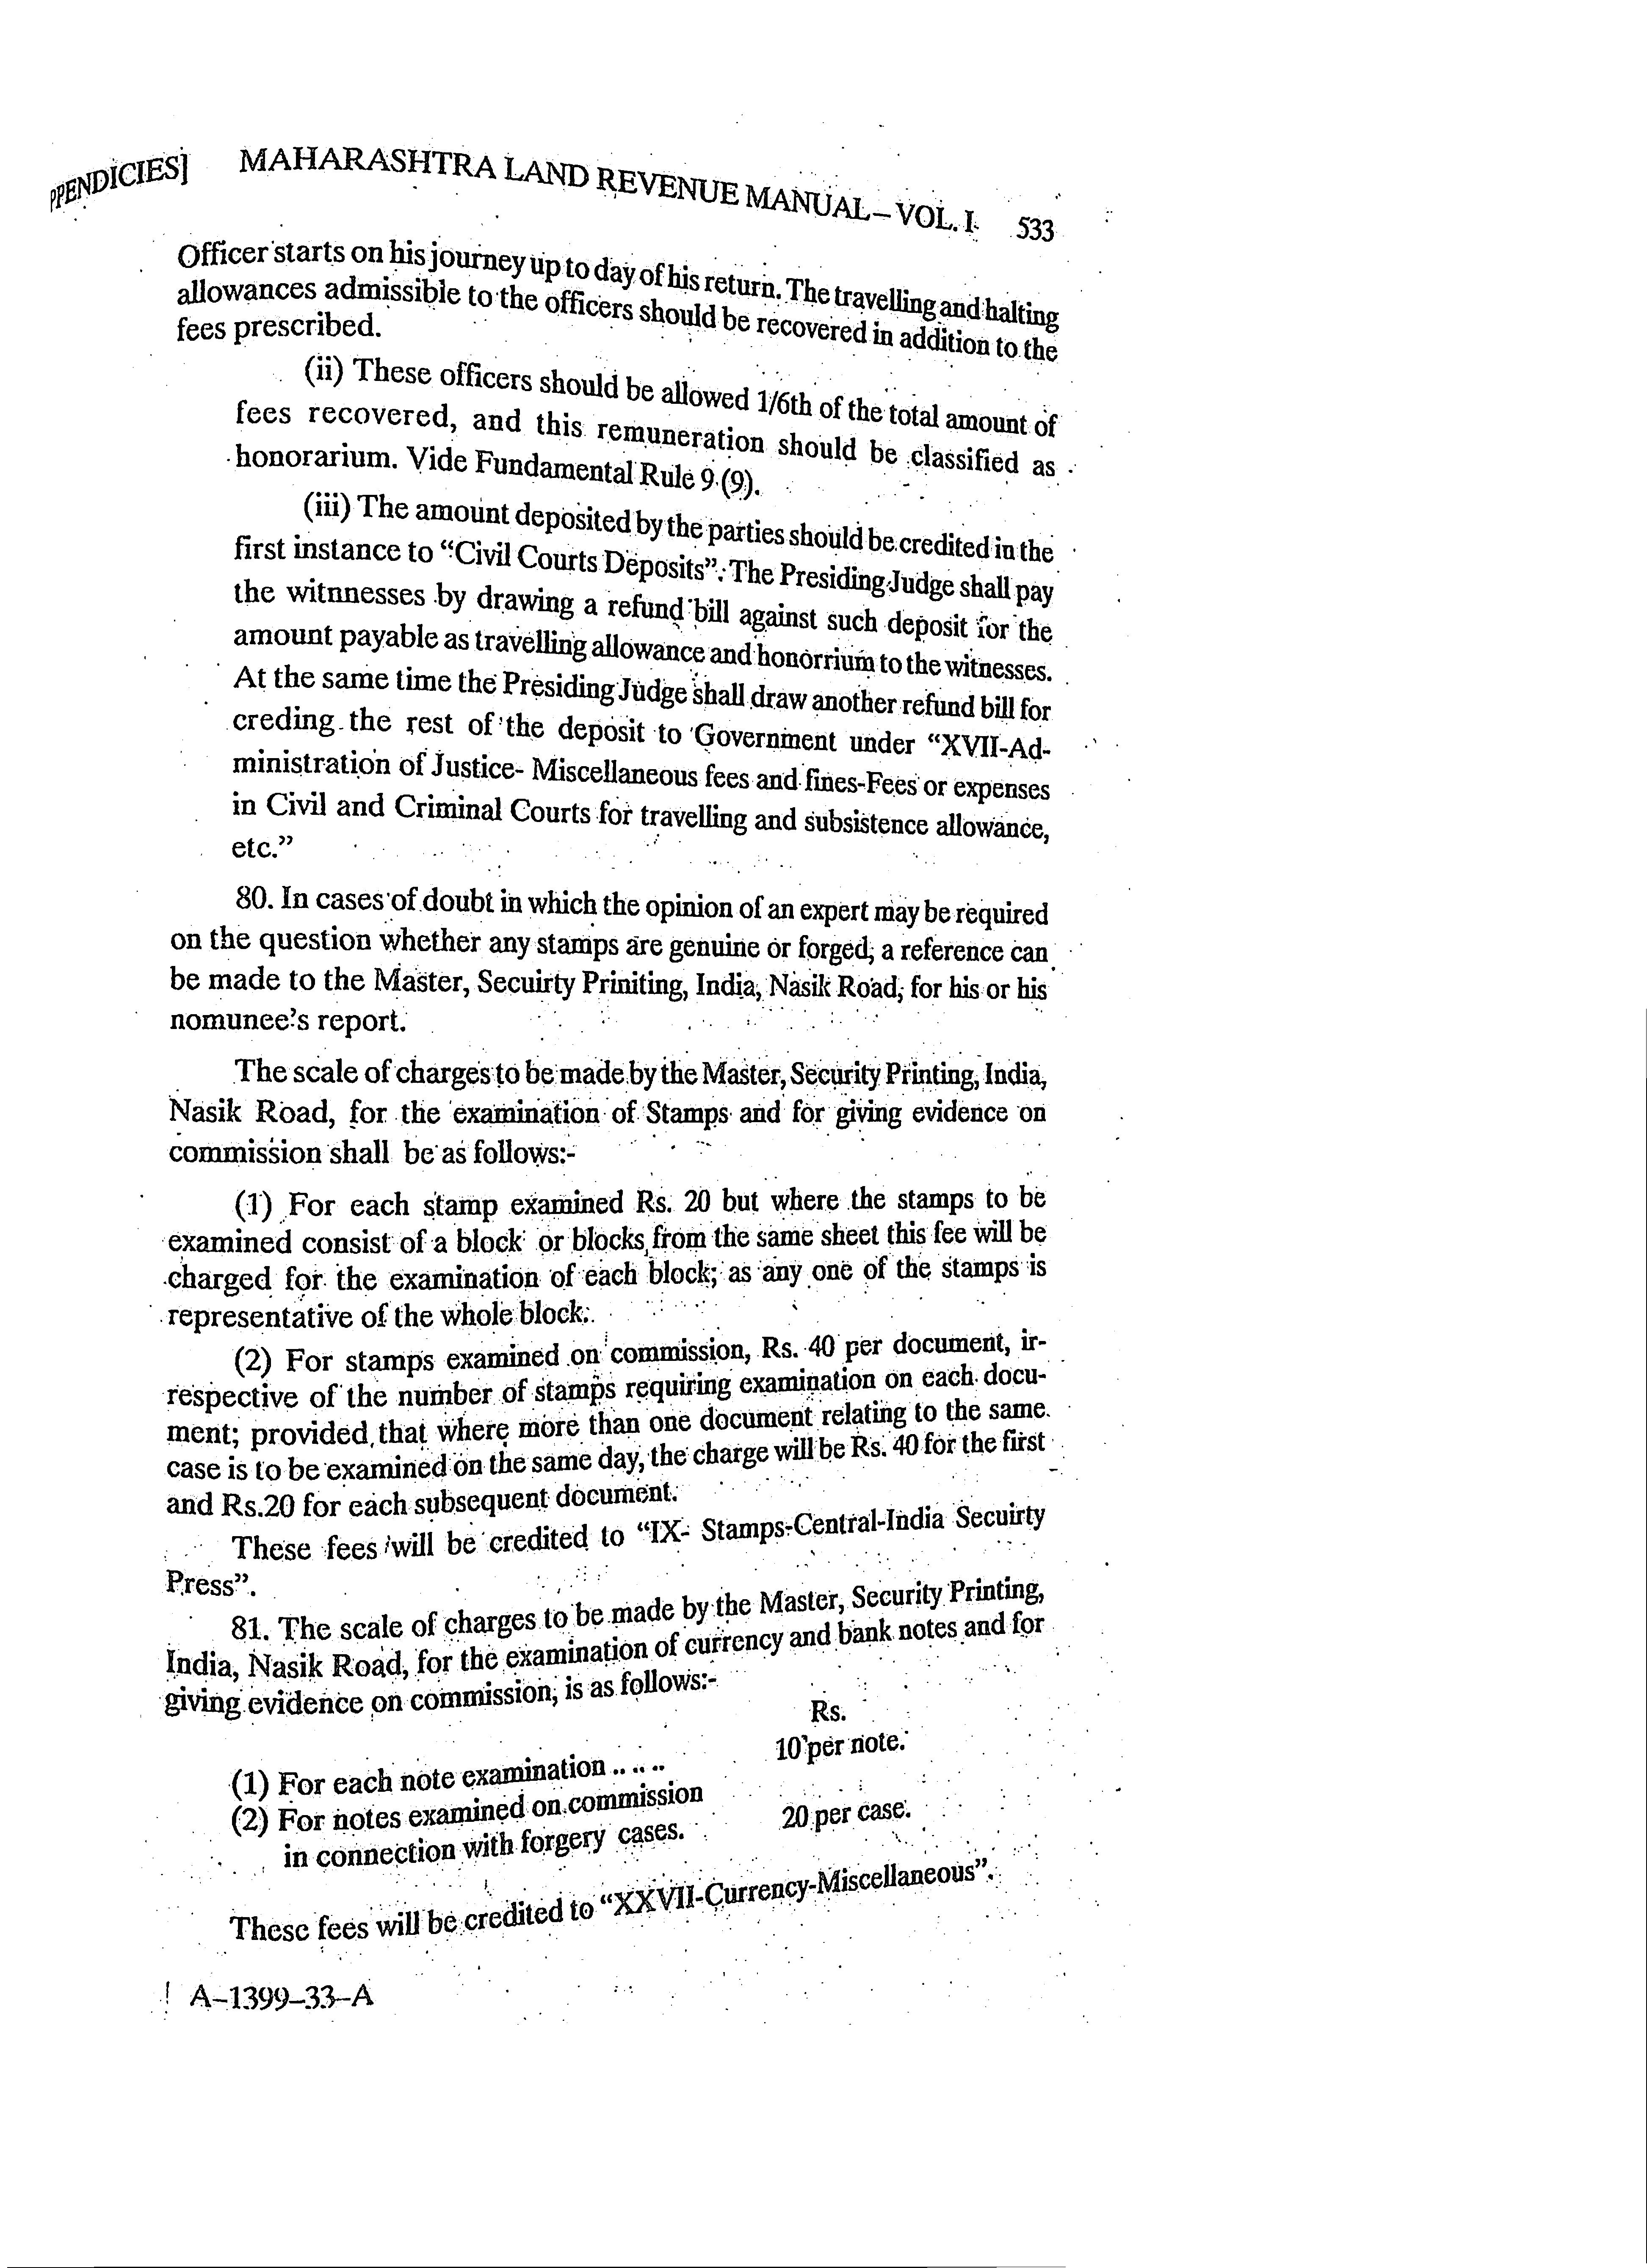 PPENDICIES] MAHARASHTRA LAND REVENUE MANUAL – VOL. I. 533
Officer starts on his journey up to day of his return. The travelling and halting
allowances admissible to the officers should be recovered in addition to the
fees prescribed.
(ii) These officers should be allowed 1/6th of the total amount of
fees recovered, and this remuneration should be classified as
honorarium. Vide Fundamental Rule 9 (9).
(iii) The amount deposited by the parties should be credited in the
first instance to “Civil Courts Deposits”. The Presiding Judge shall pay
the witnnesses by drawing a refund bill against such deposit for the
amount payable as travelling allowance and honorrium to the witnesses.
At the same time the Presiding Judge shall draw another refund bill for
creding the rest of the deposit to Government under “XVII-Ad-
ministration of Justice- Miscellaneous fees and fines-Fees or expenses
in Civil and Criminal Courts for travelling and subsistence allowance,
etc.”
80. In cases of doubt in which the opinion of an expert may be required
on the question whether any stamps are genuine or forged, a reference can
be made to the Master, Secuirty Priniting, India, Nasik Road, for his or his
nomunee's report.
The scale of charges to be made by the Master, Security Printing, India,
Nasik Road, for the examination of Stamps and for giving evidence on
commission shall be as follows:-
(1) For each stamp examined Rs. 20 but where the stamps to be
examined consist of a block or blocks from the same sheet this fee will be
charged for the examination of each block; as any one of the stamps is
representative of the whole block.
(2) For stamps examined on commission, Rs. 40 per document, ir-
respective of the number of stamps requiring examination on each docu-
ment; provided that where more than one document relating to the same
case is to be examined on the same day, the charge will be Rs. 40 for the first
and Rs.20 for each subsequent document.
These fees will be credited to “IX- Stamps-Central-India Secuirty
Press”.
81. The scale of charges to be made by the Master, Security Printing,
India, Nasik Road, for the examination of currency and bank notes and for
giving evidence on commission, is as follows:-
Rs.
(1) For each note examination ...... 10 per note.
(2) For notes examined on commission
in connection with forgery cases. 20 per case.
These fees will be credited to “XXVII-Currency-Miscellaneous”.
A–1399–33–A